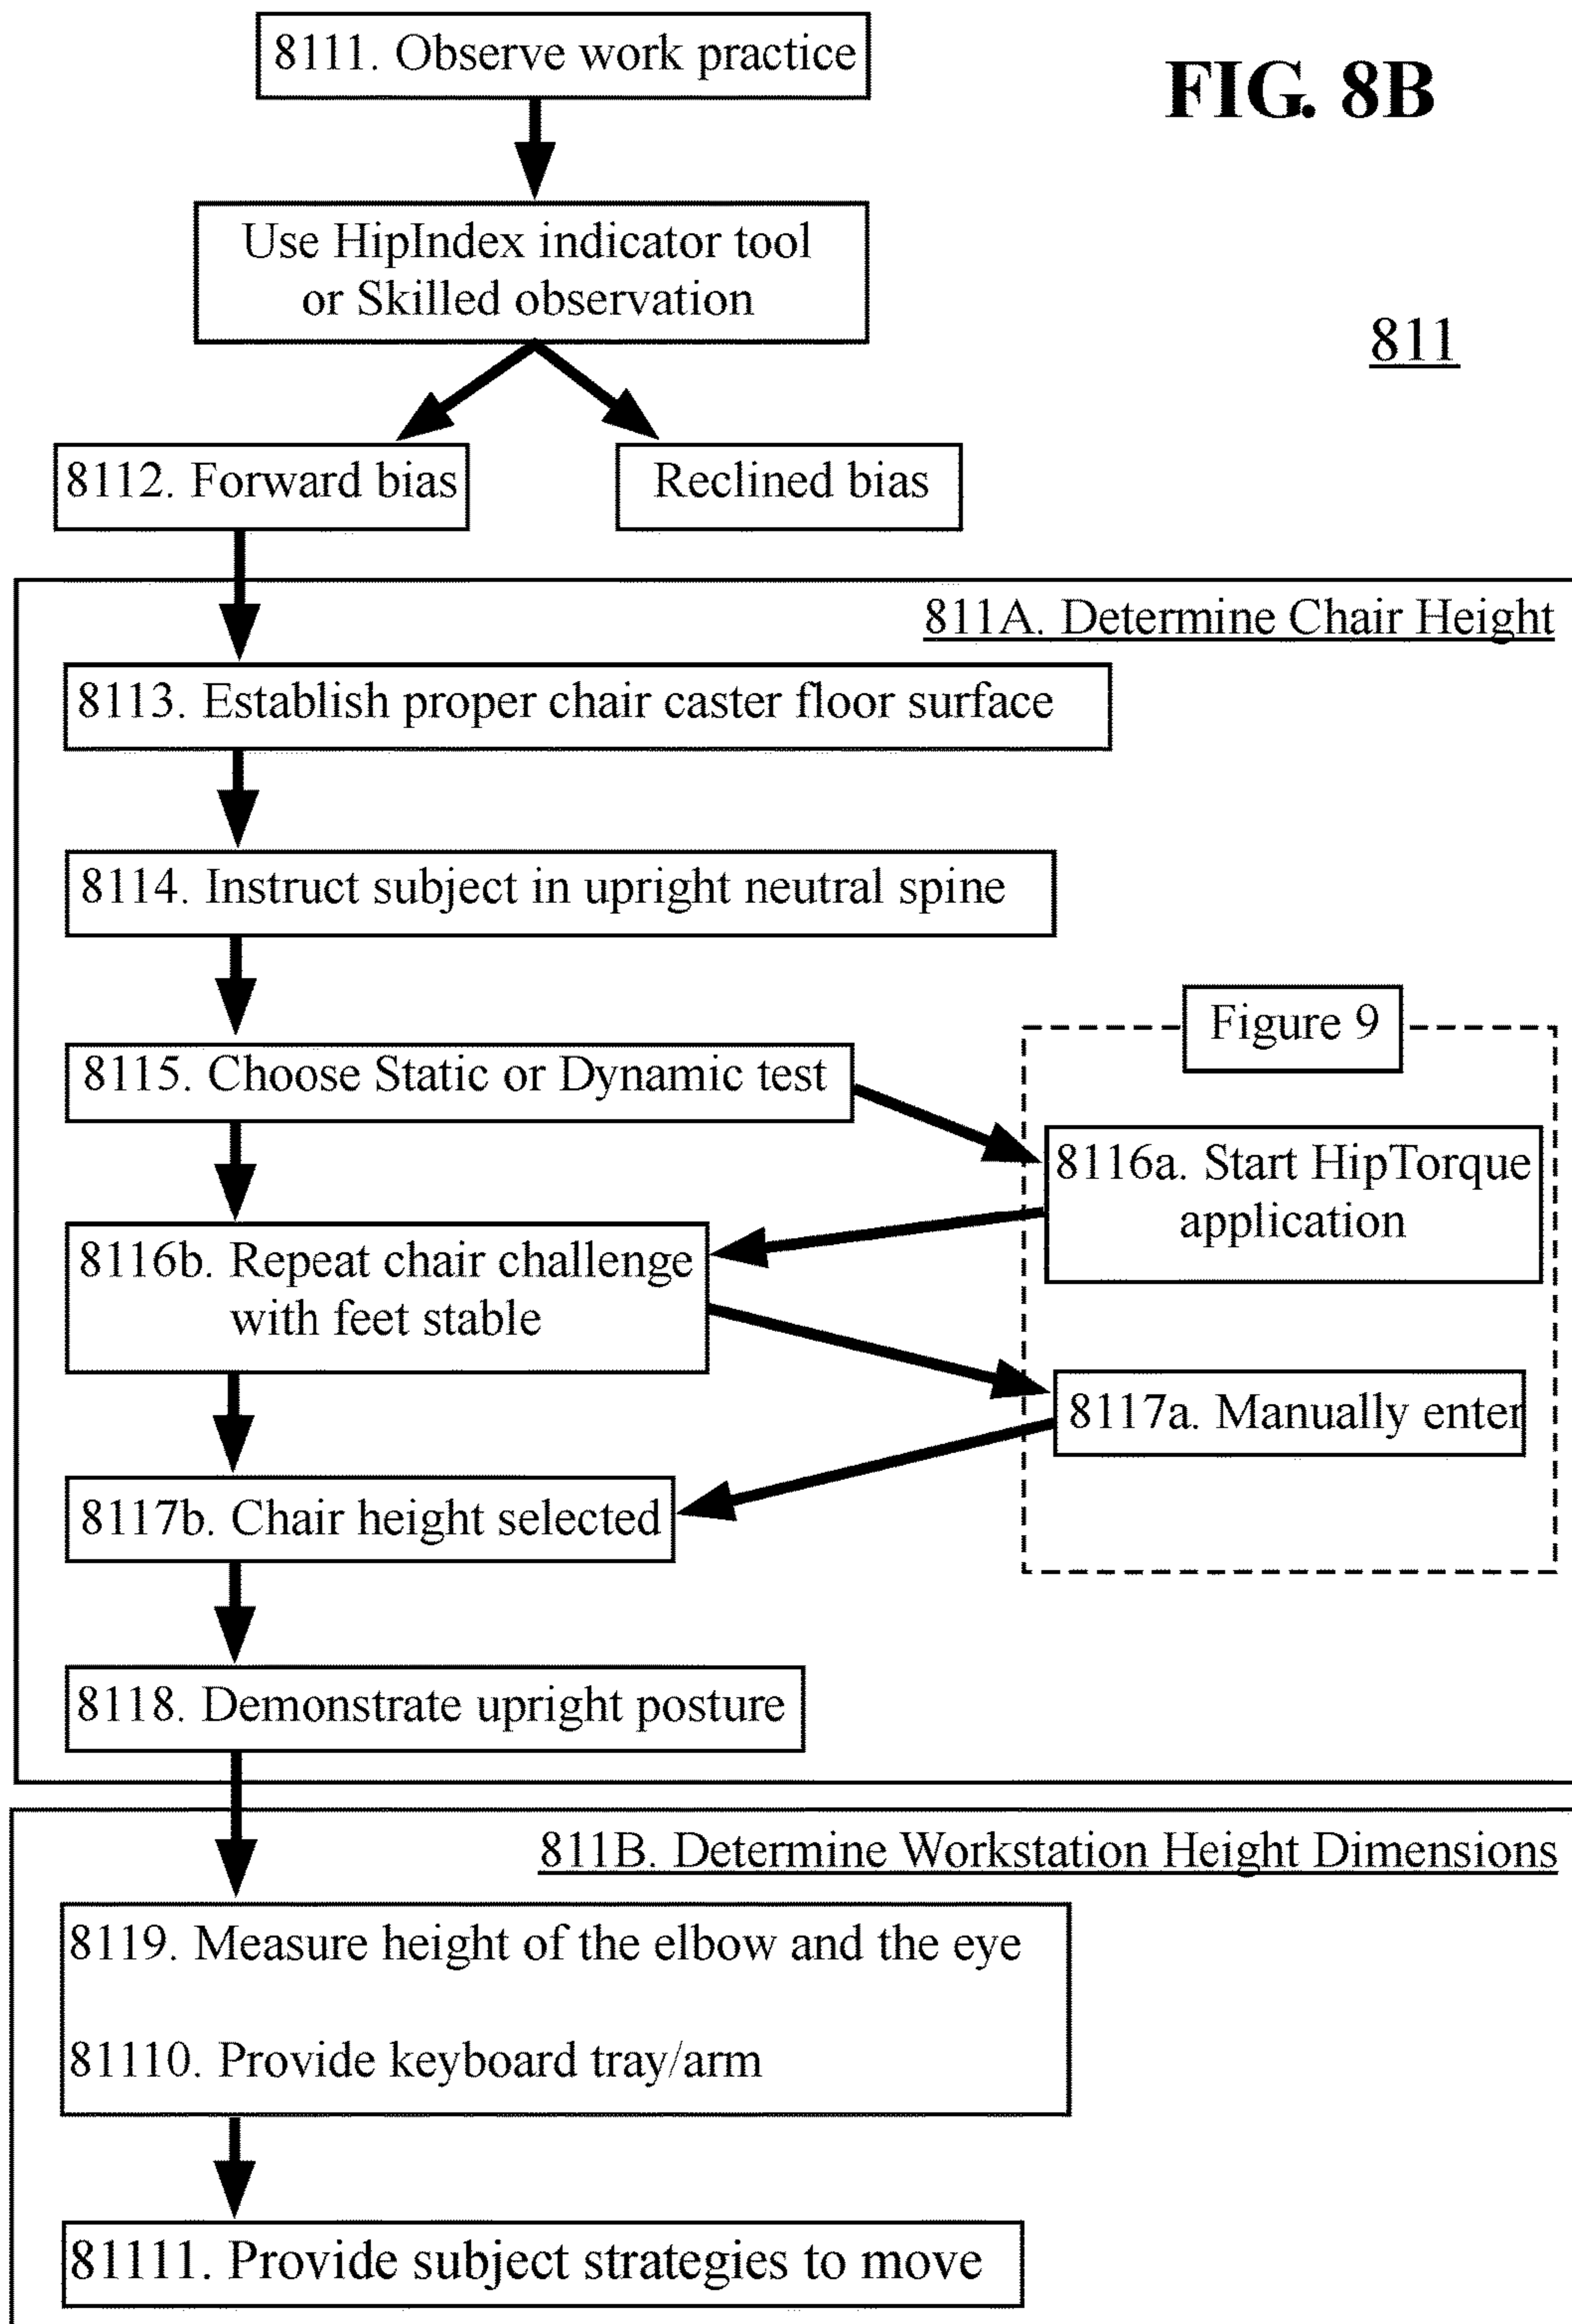 8111. Observe work practice
FIG. 8B
Use HipIndex indicator tool
or Skilled observation
811
8112. Forward bias
Reclined bias
811A. Determine Chair Height
8113. Establish proper chair caster floor surface
8114. Instruct subject in upright neutral spine
Figure 9
8115. Choose Static or Dynamic test
8116a. Start HipTorque
application
8116b. Repeat chair challenge
with feet stable
8117a. Manually enter
8117b. Chair height selected
8118. Demonstrate upright posture
811B. Determine Workstation Height Dimensions
8119. Measure height of the elbow and the eye
81110. Provide keyboard tray/arm
81111. Provide subject strategies to move